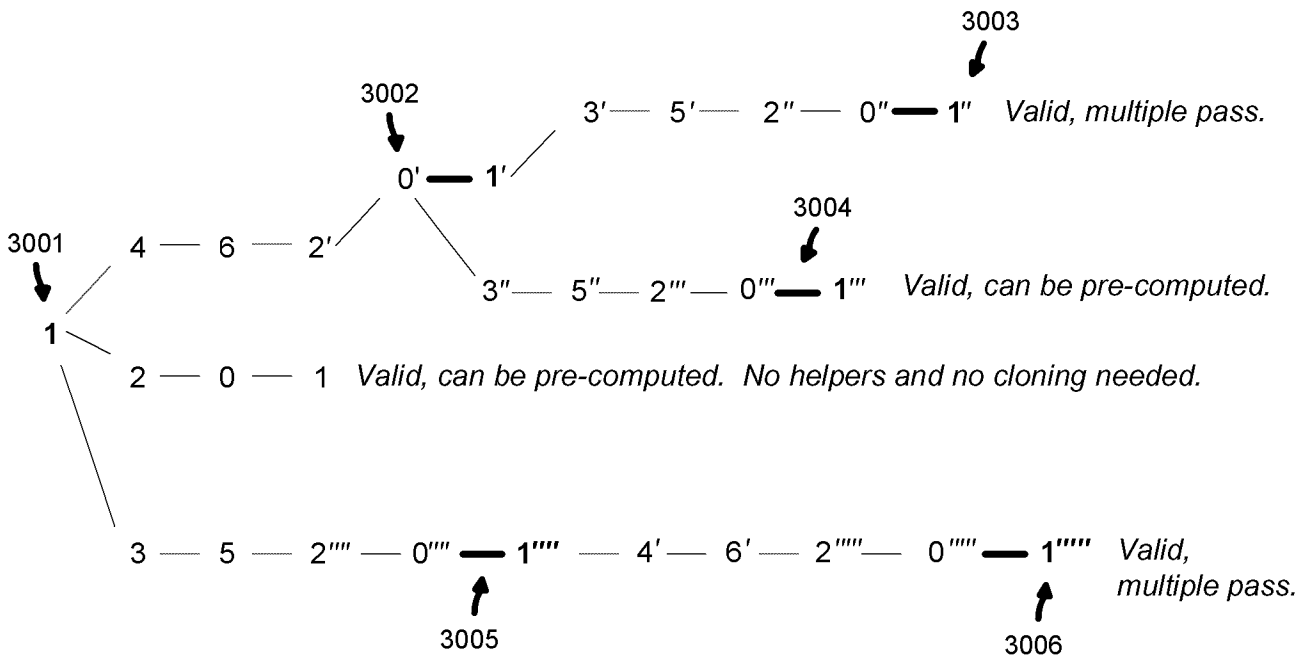 3003
3002
3' 5' 2'' 0'' 1'' Valid, multiple pass.
0' 1'
3004
3001
4 6 2'
3'' 5'' 2''' 0''' 1''' Valid, can be pre-computed.
1
2 0 1 Valid, can be pre-computed. No helpers and no cloning needed.
3 5 2'''' 0'''' 1'''' 4' 6' 2''''' 0''''' 1''''' Valid,
multiple pass.
3005
3006